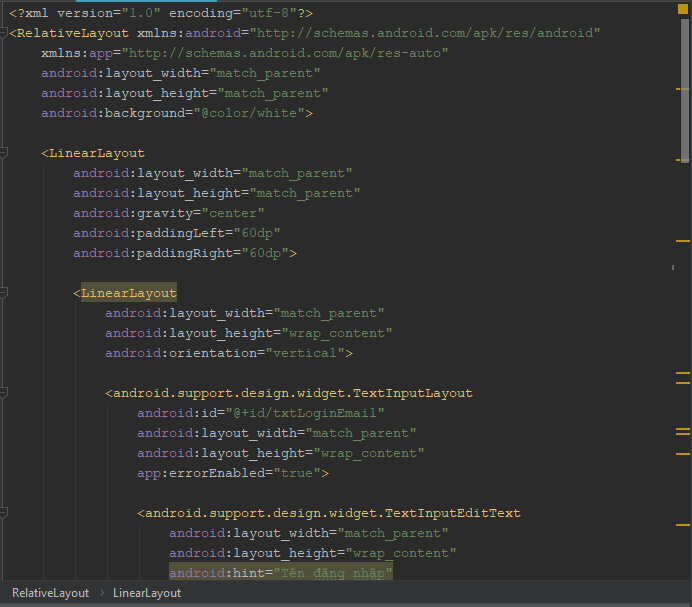 <?xml version="1.0" encoding="utf-8"?>
<RelativeLayout xmlns:android="http://schemas.android.com/apk/res/android"
    xmlns:app="http://schemas.android.com/apk/res-auto"
    android:layout_width="match_parent"
    android:layout_height="match_parent"
    android:background="@color/white">

    <LinearLayout
        android:layout_width="match_parent"
        android:layout_height="match_parent"
        android:gravity="center"
        android:paddingLeft="60dp"
        android:paddingRight="60dp">

        <LinearLayout
            android:layout_width="match_parent"
            android:layout_height="wrap_content"
            android:orientation="vertical">

            <android.support.design.widget.TextInputLayout
                android:id="@+id/txtLoginEmail"
                android:layout_width="match_parent"
                android:layout_height="wrap_content"
                app:errorEnabled="true">

                <android.support.design.widget.TextInputEditText
                    android:layout_width="match_parent"
                    android:layout_height="wrap_content"
                    android:hint="Tên đăng nhập"
RelativeLayout › LinearLayout